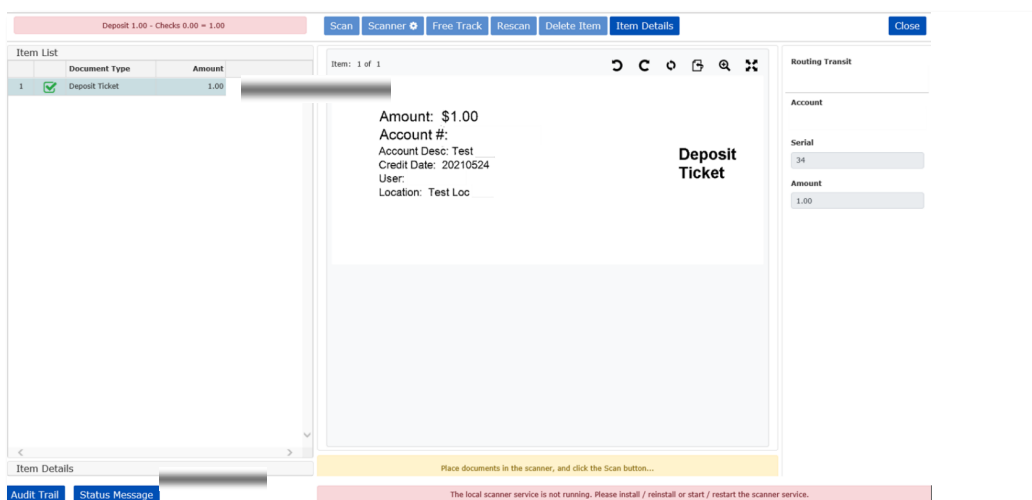 Deposit 1.00 - Checks 0.00 = 1.00
Scan Scanner Free Track Rescan Delete Item Item Details Close
Item List
Document Type Amount
1 Deposit Ticket 1.00
Item: 1 of 1
Amount: $1.00
Account #:
Account Desc: Test
Credit Date: 20210524
User:
Location: Test Loc
Deposit
Ticket
Routing Transit
Account
Serial
34
Amount
1.00
Item Details
Place documents in the scanner, and click the Scan button...
Audit Trail Status Message
The local scanner service is not running. Please install / reinstall or start / restart the scanner service.